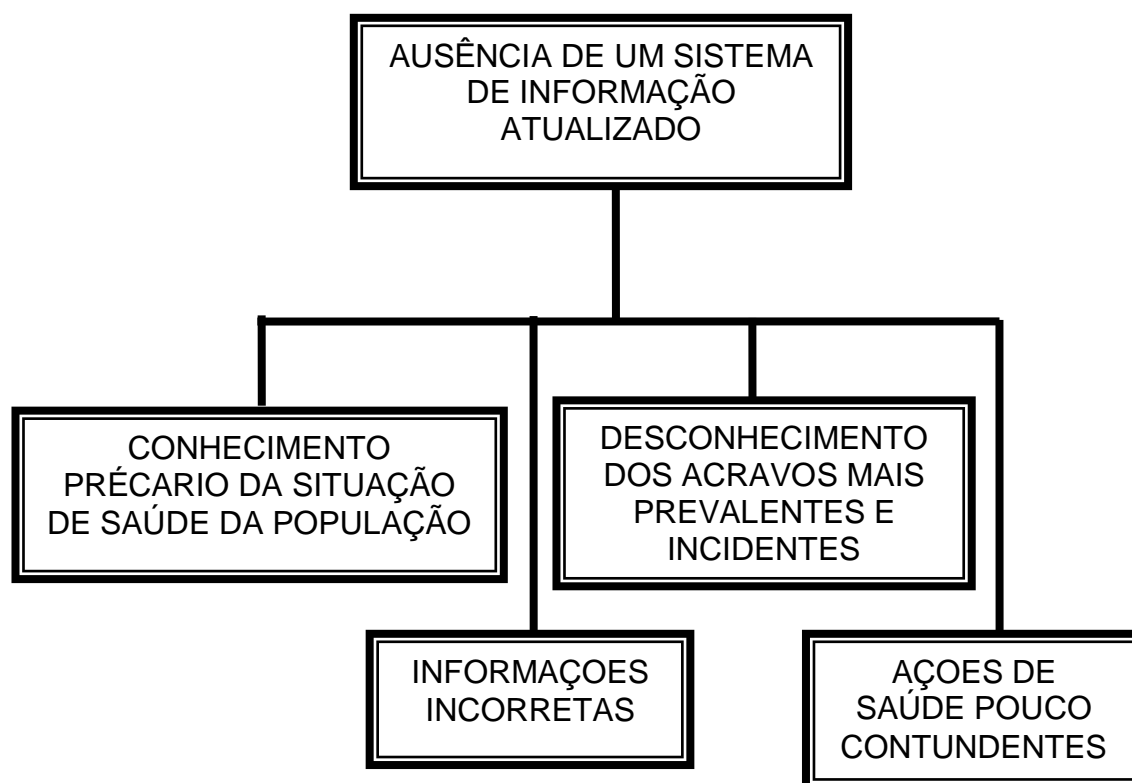 AUSÊNCIA DE UM SISTEMA
DE INFORMAÇÃO
ATUALIZADO
CONHECIMENTO
PRÉCARIO DA SITUAÇÃO
DE SAÚDE DA POPULAÇÃO
DESCONHECIMENTO
DOS ACRAVOS MAIS
PREVALENTES E
INCIDENTES
INFORMAÇOES
INCORRETAS
AÇOES DE
SAÚDE POUCO
CONTUNDENTES